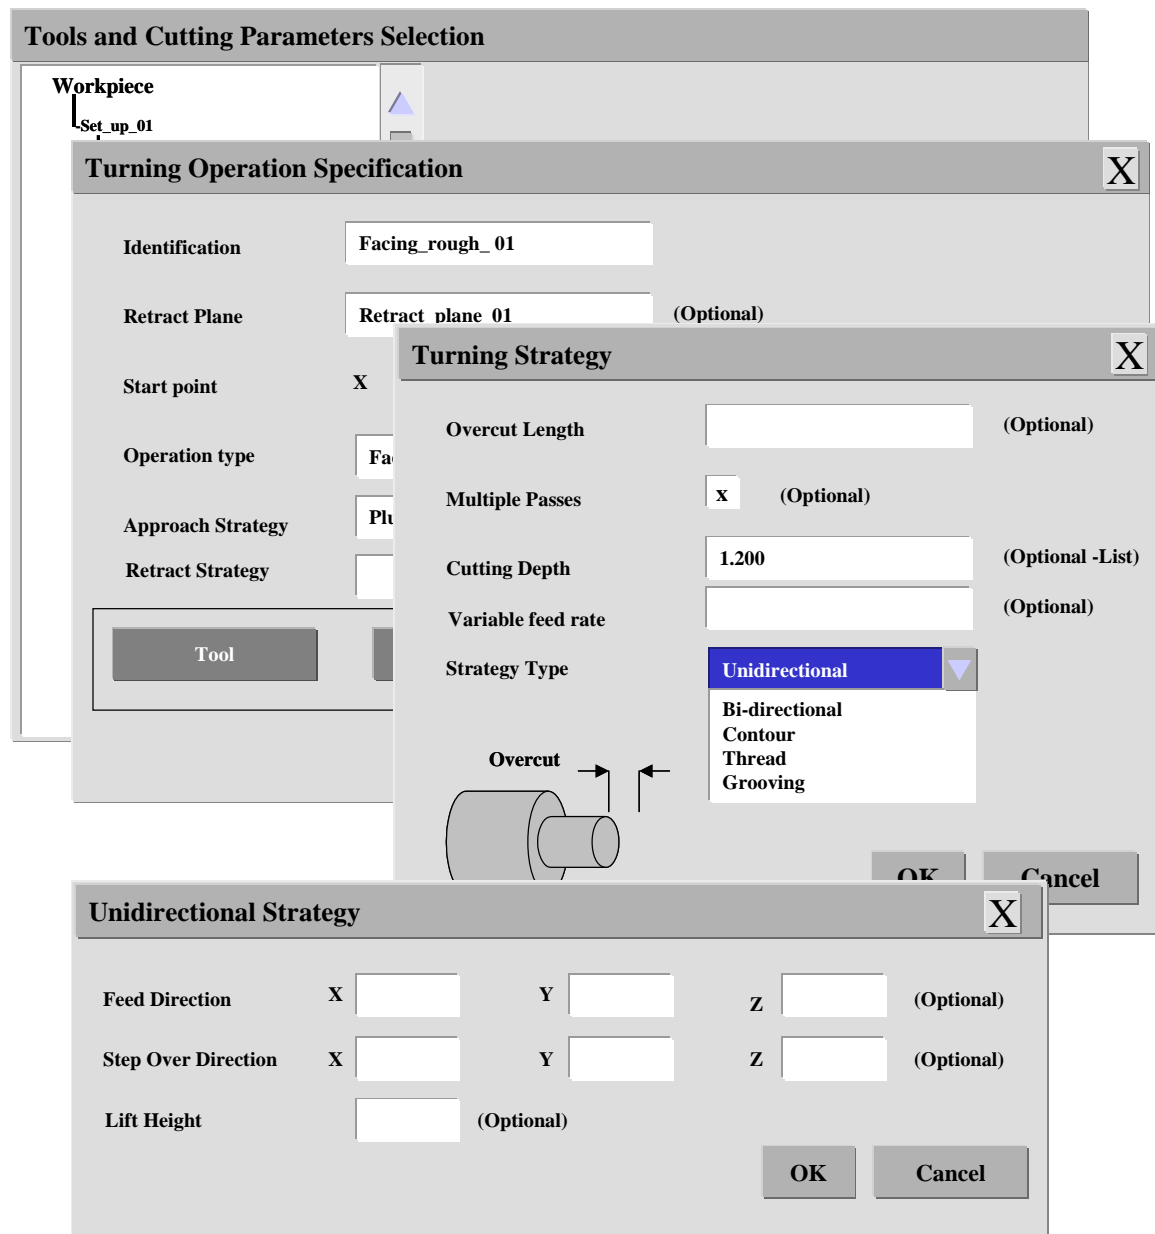 Tools and Cutting Parameters Selection
Workpiece
-Set_up_01
Turning Operation Specification X
Identification Facing_rough_ 01
Retract Plane Retract_plane_01 (Optional)
Start point X
Operation type
Approach Strategy
Retract Strategy
Tool
Turning Strategy X
Overcut Length (Optional)
Multiple Passes x (Optional)
Cutting Depth 1.200 (Optional -List)
Variable feed rate (Optional)
Strategy Type Unidirectional
Bi-directional
Contour
Thread
Grooving
Overcut
OK Cancel
Unidirectional Strategy X
Feed Direction X Y Z (Optional)
Step Over Direction X Y Z (Optional)
Lift Height (Optional)
OK Cancel